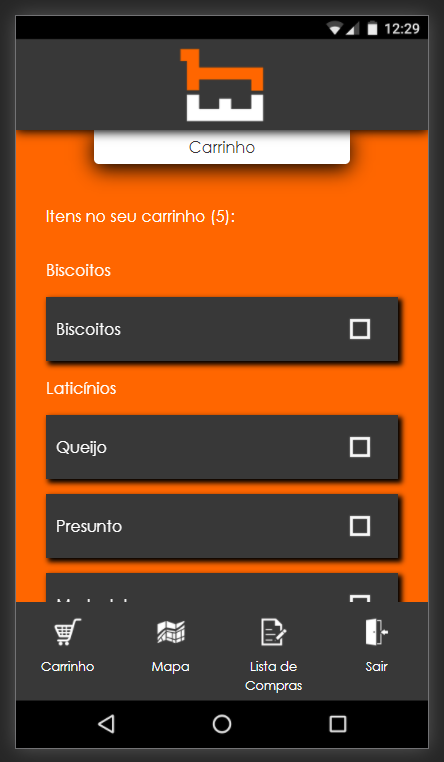 12:29
Carrinho
Itens no seu carrinho (5):
Biscoitos
Biscoitos
Laticínios
Queijo
Presunto
Carrinho
Mapa
Lista de
Compras
Sair